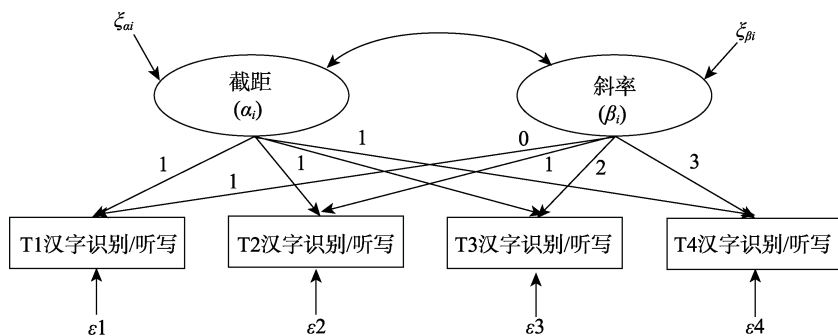 ξαi
ξβi
截距
(αi)
斜率
(βi)
1
1
1
1
0
1
2
3
T1汉字识别/听写
T2汉字识别/听写
T3汉字识别/听写
T4汉字识别/听写
ε1
ε2
ε3
ε4